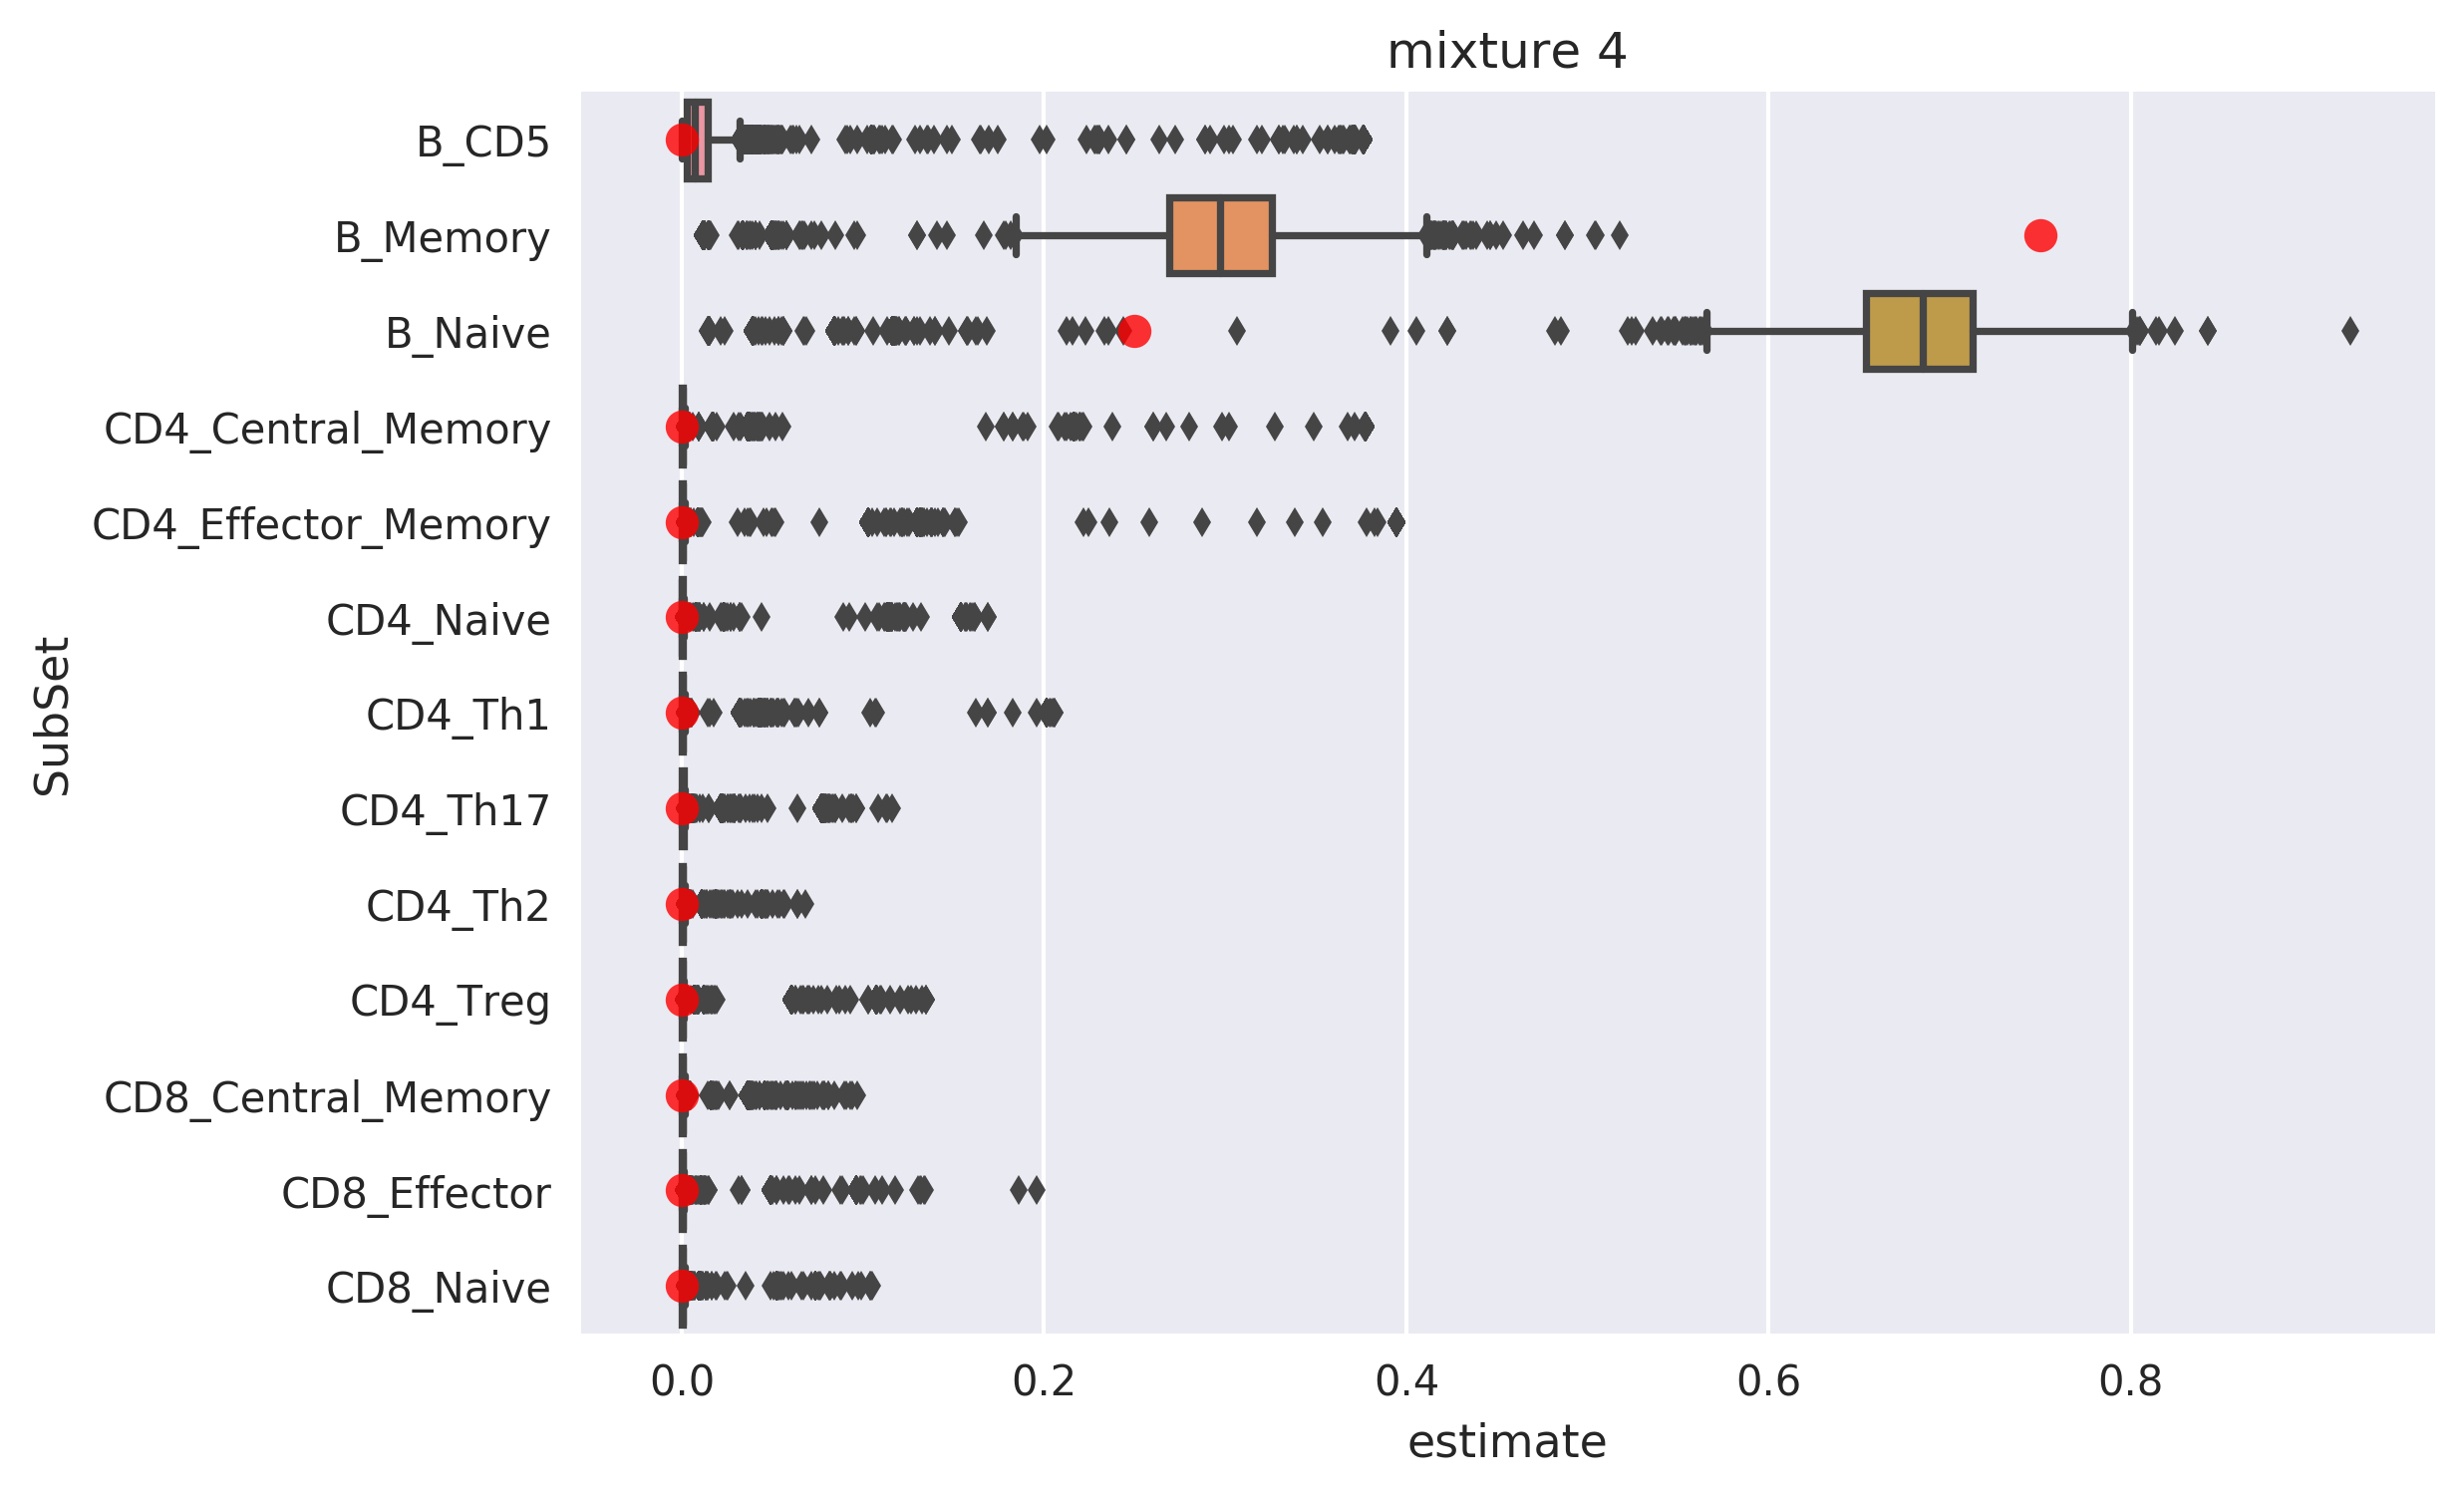 mixture 4
B_CD5
B_Memory
B_Naive
CD4_Central_Memory
CD4_Effector_Memory
CD4_Naive
CD4_Th1
CD4_Th17
CD4_Th2
CD4_Treg
CD8_Central_Memory
CD8_Effector
CD8_Naive
SubSet
0.0 0.2 0.4 0.6 0.8
estimate